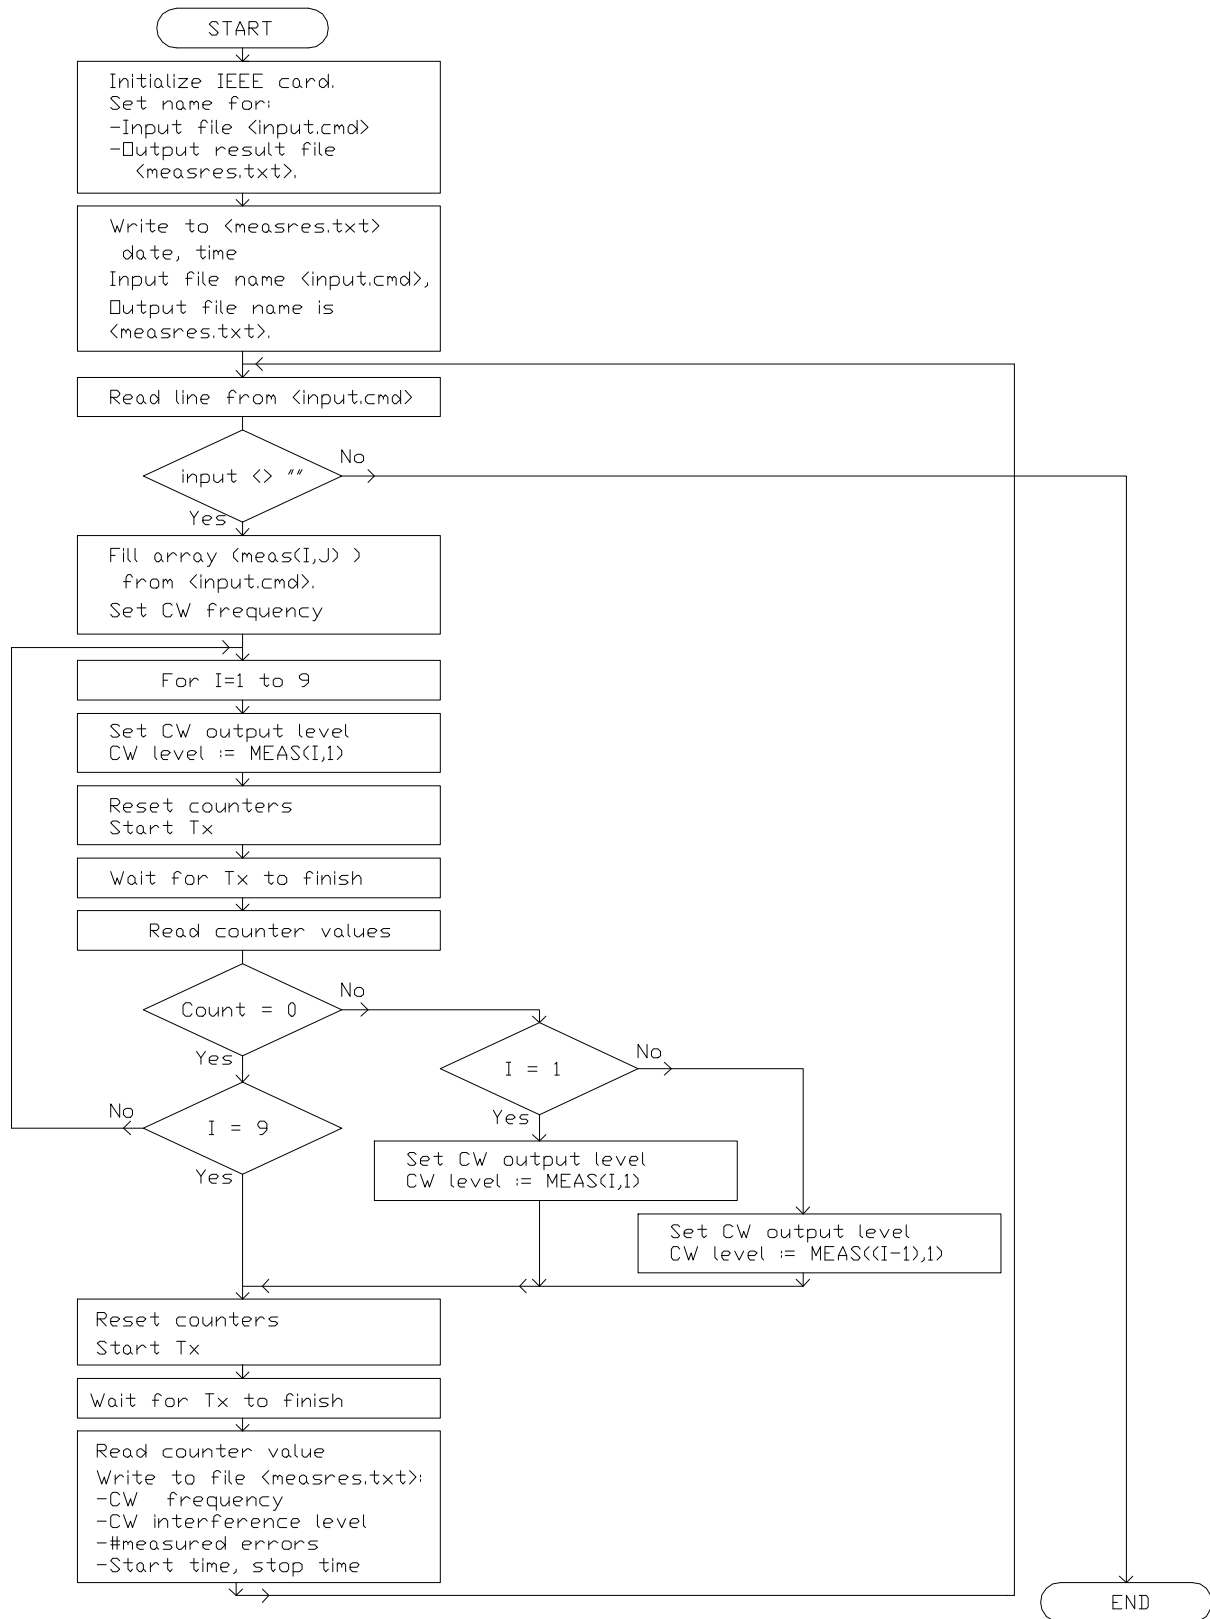 START
Initialize IEEE card.
Set name for:
-Input file <input.cmd>
-Output result file
<measres.txt>.
Write to <measres.txt>
date, time
Input file name <input.cmd>,
Output file name is
<measres.txt>.
Read line from <input.cmd>
input <> ""
No
Yes
Fill array (meas(I,J) )
from <input.cmd>.
Set CW frequency
For I=1 to 9
Set CW output level
CW level := MEAS(I,1)
Reset counters
Start Tx
Wait for Tx to finish
Read counter values
Count = 0
No
Yes
I = 1
No
Yes
I = 9
No
Yes
Set CW output level
CW level := MEAS(I,1)
Set CW output level
CW level := MEAS((I-1),1)
Reset counters
Start Tx
Wait for Tx to finish
Read counter value
Write to file <measres.txt>:
-CW frequency
-CW interference level
-#measured errors
-Start time, stop time
END